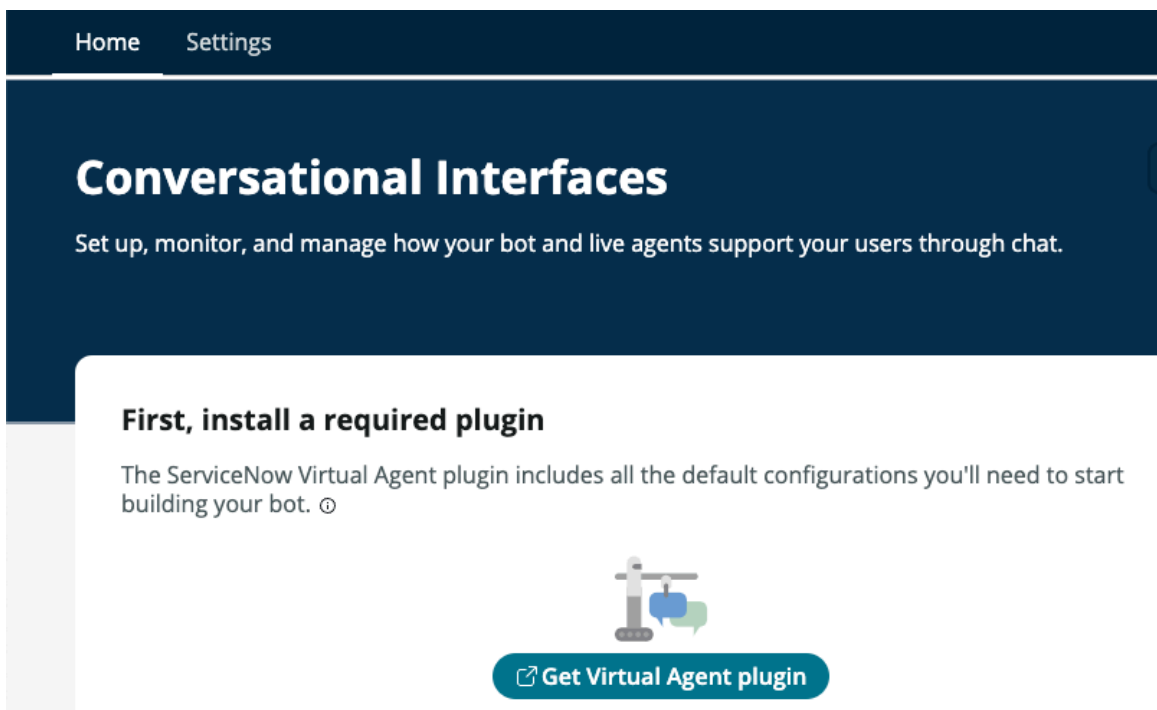 Home Settings
Conversational Interfaces
Set up, monitor, and manage how your bot and live agents support your users through chat.
First, install a required plugin
The ServiceNow Virtual Agent plugin includes all the default configurations you'll need to start
building your bot.
Get Virtual Agent plugin